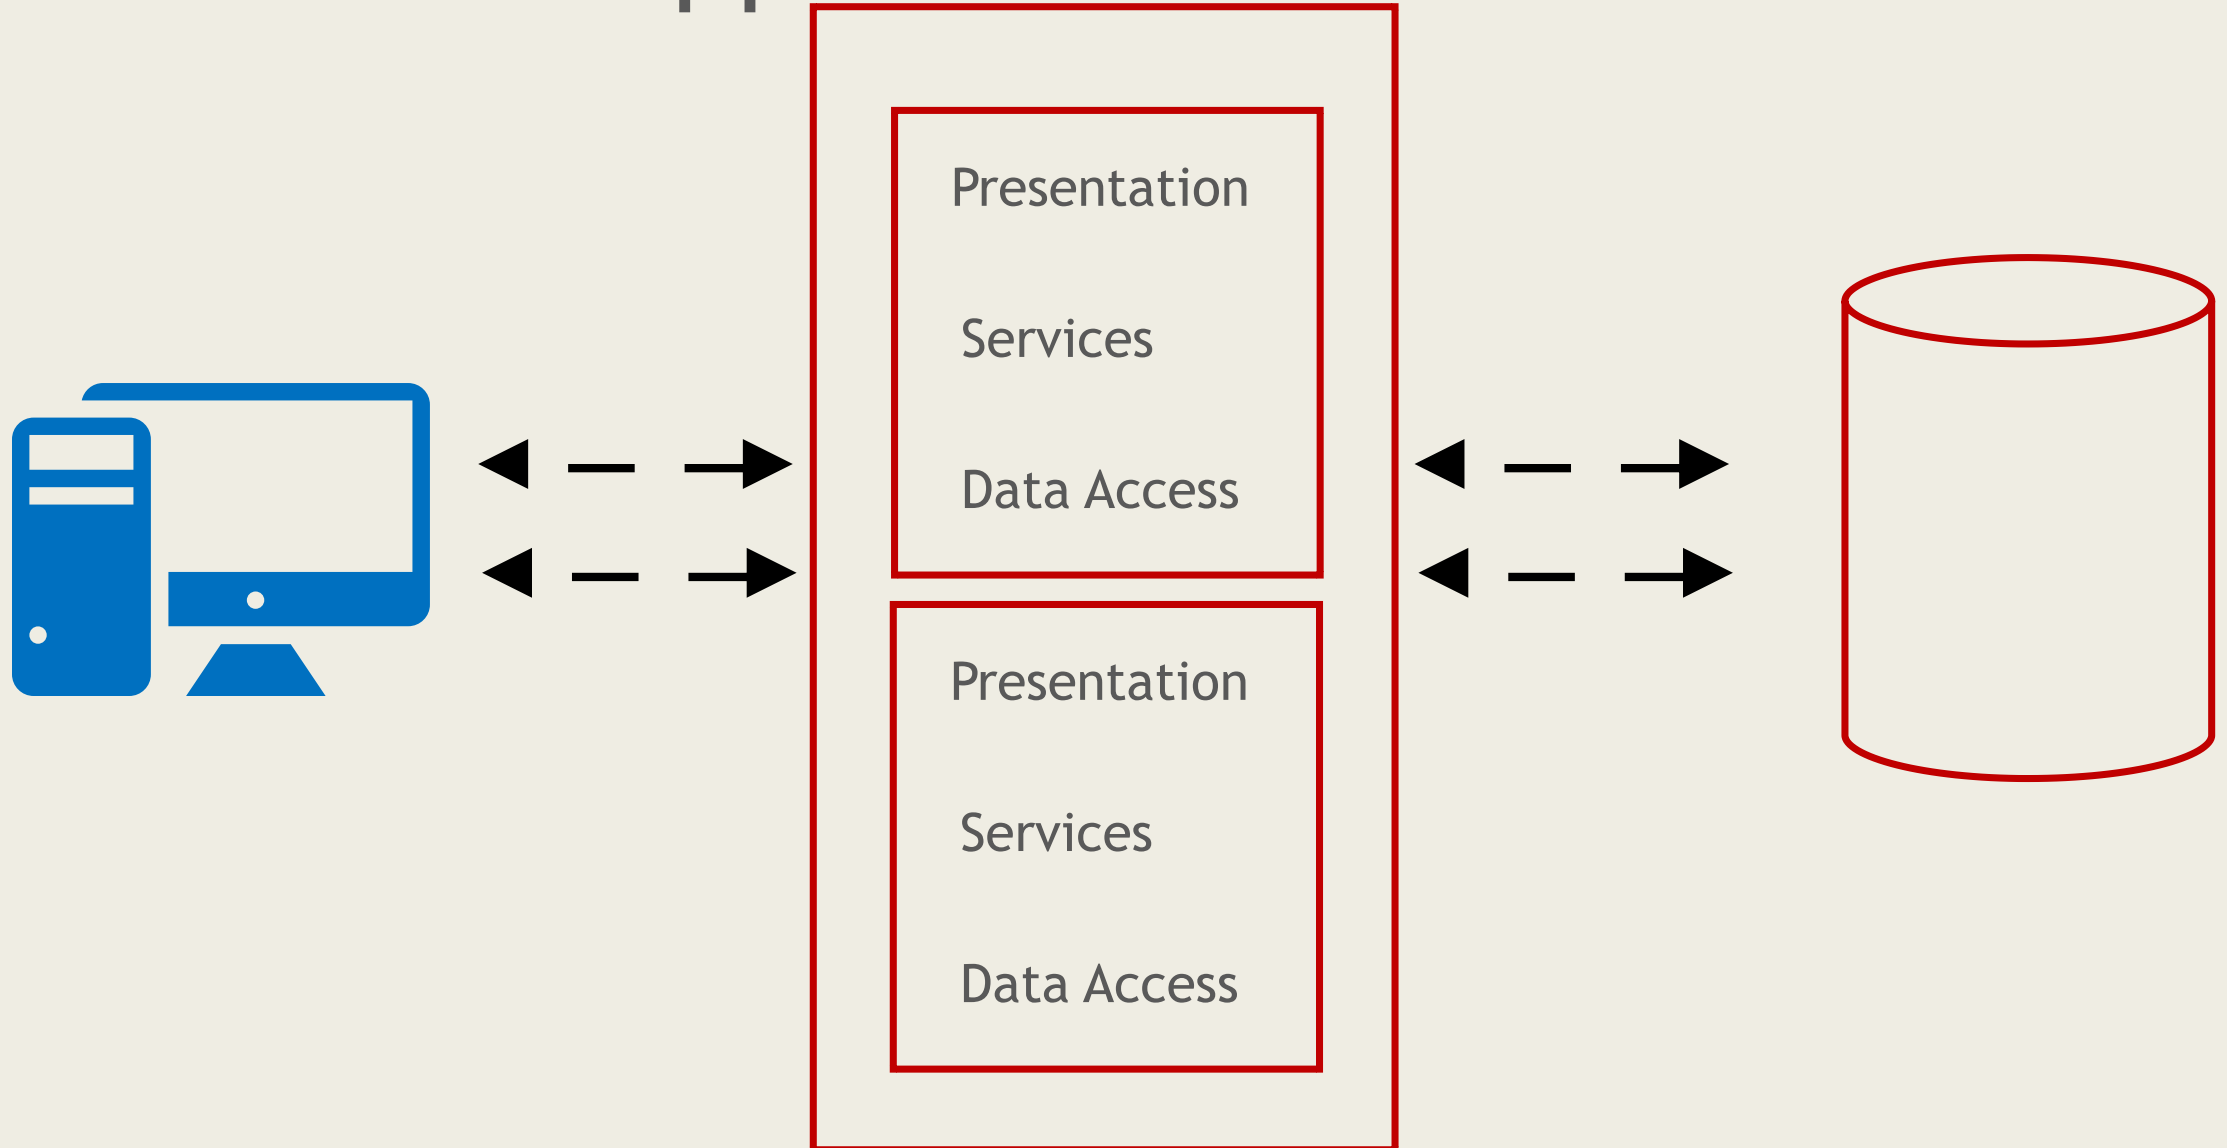 Presentation
Services
Data Access
Presentation
Services
Data Access